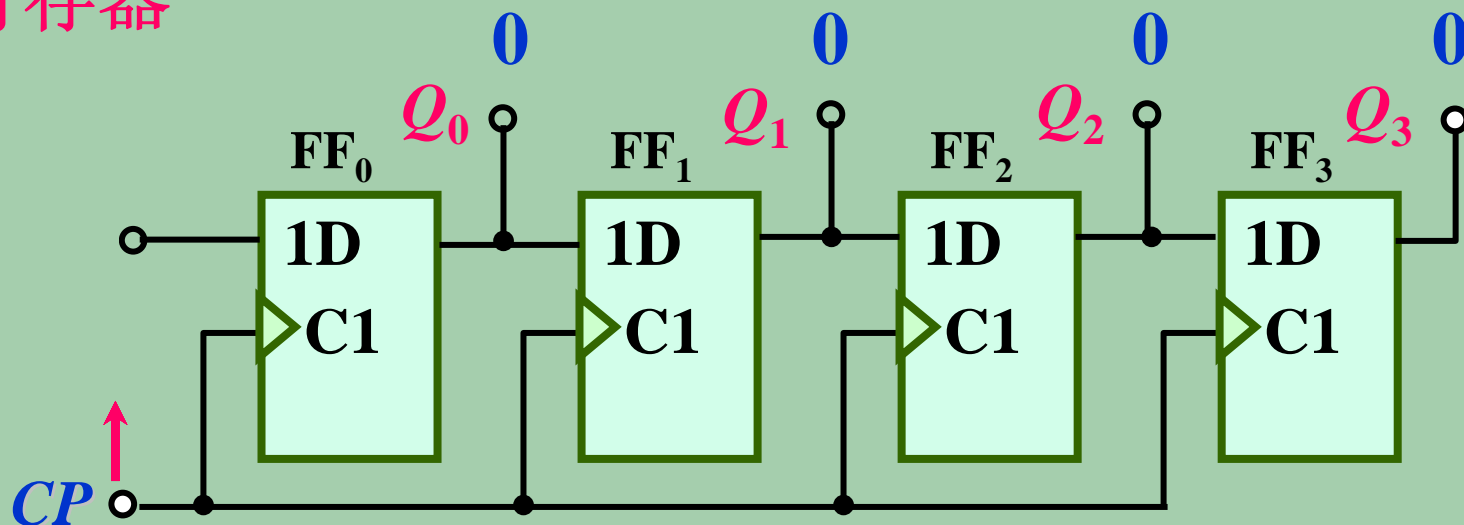 存器
0 0 0 0
Q0 Q1 Q2 Q3
FF0 FF1 FF2 FF3
1D 1D 1D 1D
C1 C1 C1 C1
CP